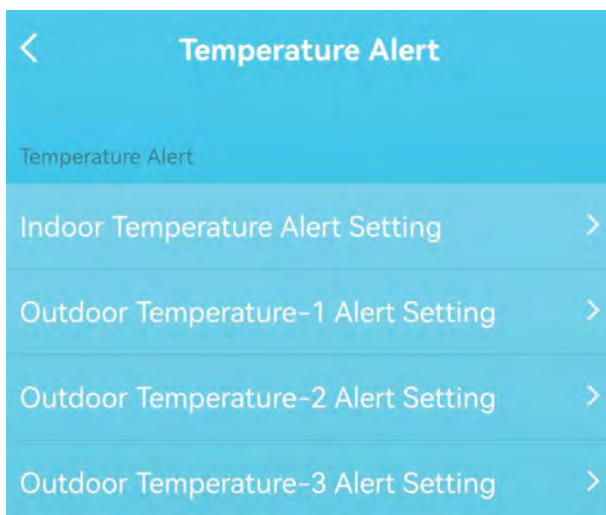 Temperature Alert
Temperature Alert
Indoor Temperature Alert Setting
Outdoor Temperature-1 Alert Setting
Outdoor Temperature-2 Alert Setting
Outdoor Temperature-3 Alert Setting